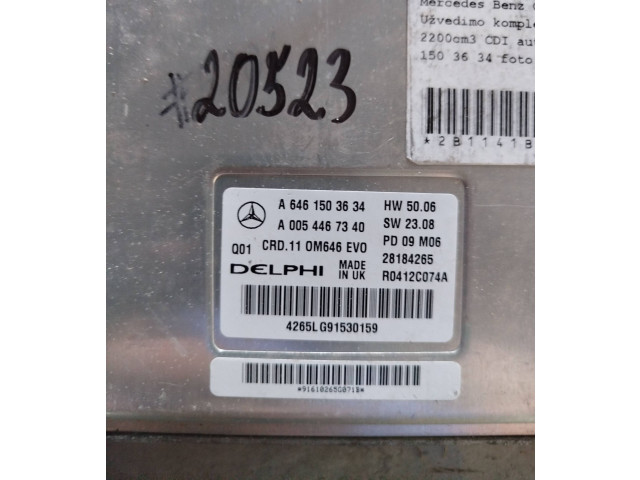 #20523
Mercedes Benz
Užvedimo
2200cm3 CDI
150 36 34 foto
*2B1141B
A 646 150 36 34 HW 50.06
A 005 446 73 40 SW 23.08
Q01 CRD.11 OM646 EVO PD 09 M06
DELPHI MADE IN UK 28184265
R0412C074A
4265LG91530159
*91610265G071B*